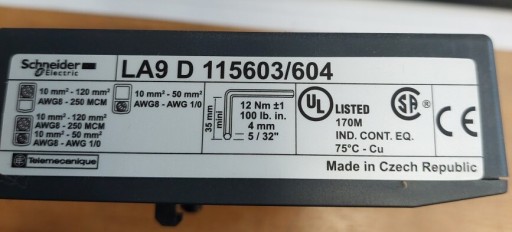 Schneider
Electric
LA9 D 115603/604
10 mm² - 120 mm²
AWG8 - 250 MCM
10 mm² - 50 mm²
AWG8 - AWG 1/0
10 mm² - 120 mm²
AWG8 - 250 MCM
10 mm² - 50 mm²
AWG8 - AWG 1/0
35 mm
mini
12 Nm ±1
100 lb. in.
4 mm
5 / 32"
UL
LISTED
170M
IND. CONT. EQ.
75°C - Cu
SA
CE
Telemecanique
Made in Czech Republic